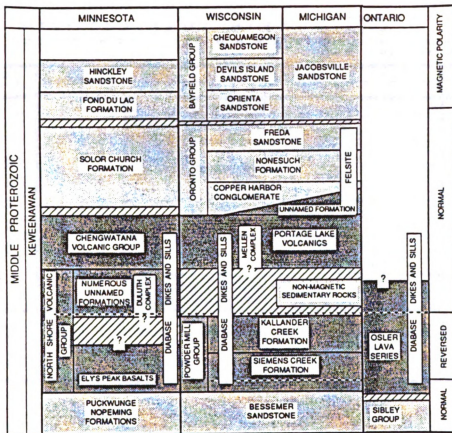 MINNESOTA
WISCONSIN
MICHIGAN
ONTARIO
MAGNETIC POLARITY
MIDDLE PROTEROZOIC
KEWEENAWAN
HINCKLEY
SANDSTONE
FOND DU LAC
FORMATION
SOLOR CHURCH
FORMATION
CHENGWATANA
VOLCANIC GROUP
NORTH SHORE VOLCANIC
GROUP
NUMEROUS
UNNAMED
FORMATIONS
DULUTH
COMPLEX
?
?
ELY'S PEAK BASALTS
DIABASE DIKES AND SILLS
PUCKWUNGE
NOPEMING
FORMATIONS
BAYFIELD GROUP
CHEQUAMEGON
SANDSTONE
DEVILS ISLAND
SANDSTONE
ORIENTA
SANDSTONE
JACOBSVILLE
SANDSTONE
ORONTO GROUP
FREDA
SANDSTONE
NONESUCH
FORMATION
COPPER HARBOR
CONGLOMERATE
UNNAMED FORMATION
FELSITE
MELLEN
COMPLEX
?
PORTAGE LAKE
VOLCANICS
DIABASE DIKES AND SILLS
?
NON-MAGNETIC
SEDIMENTARY ROCKS
POWDER MILL
GROUP
KALLANDER
CREEK
FORMATION
SIEMENS CREEK
FORMATION
?
BESSEMER
SANDSTONE
?
OSLER
LAVA
SERIES
DIABASE DIKES AND SILLS
SIBLEY
GROUP
NORMAL
REVERSED
NORMAL